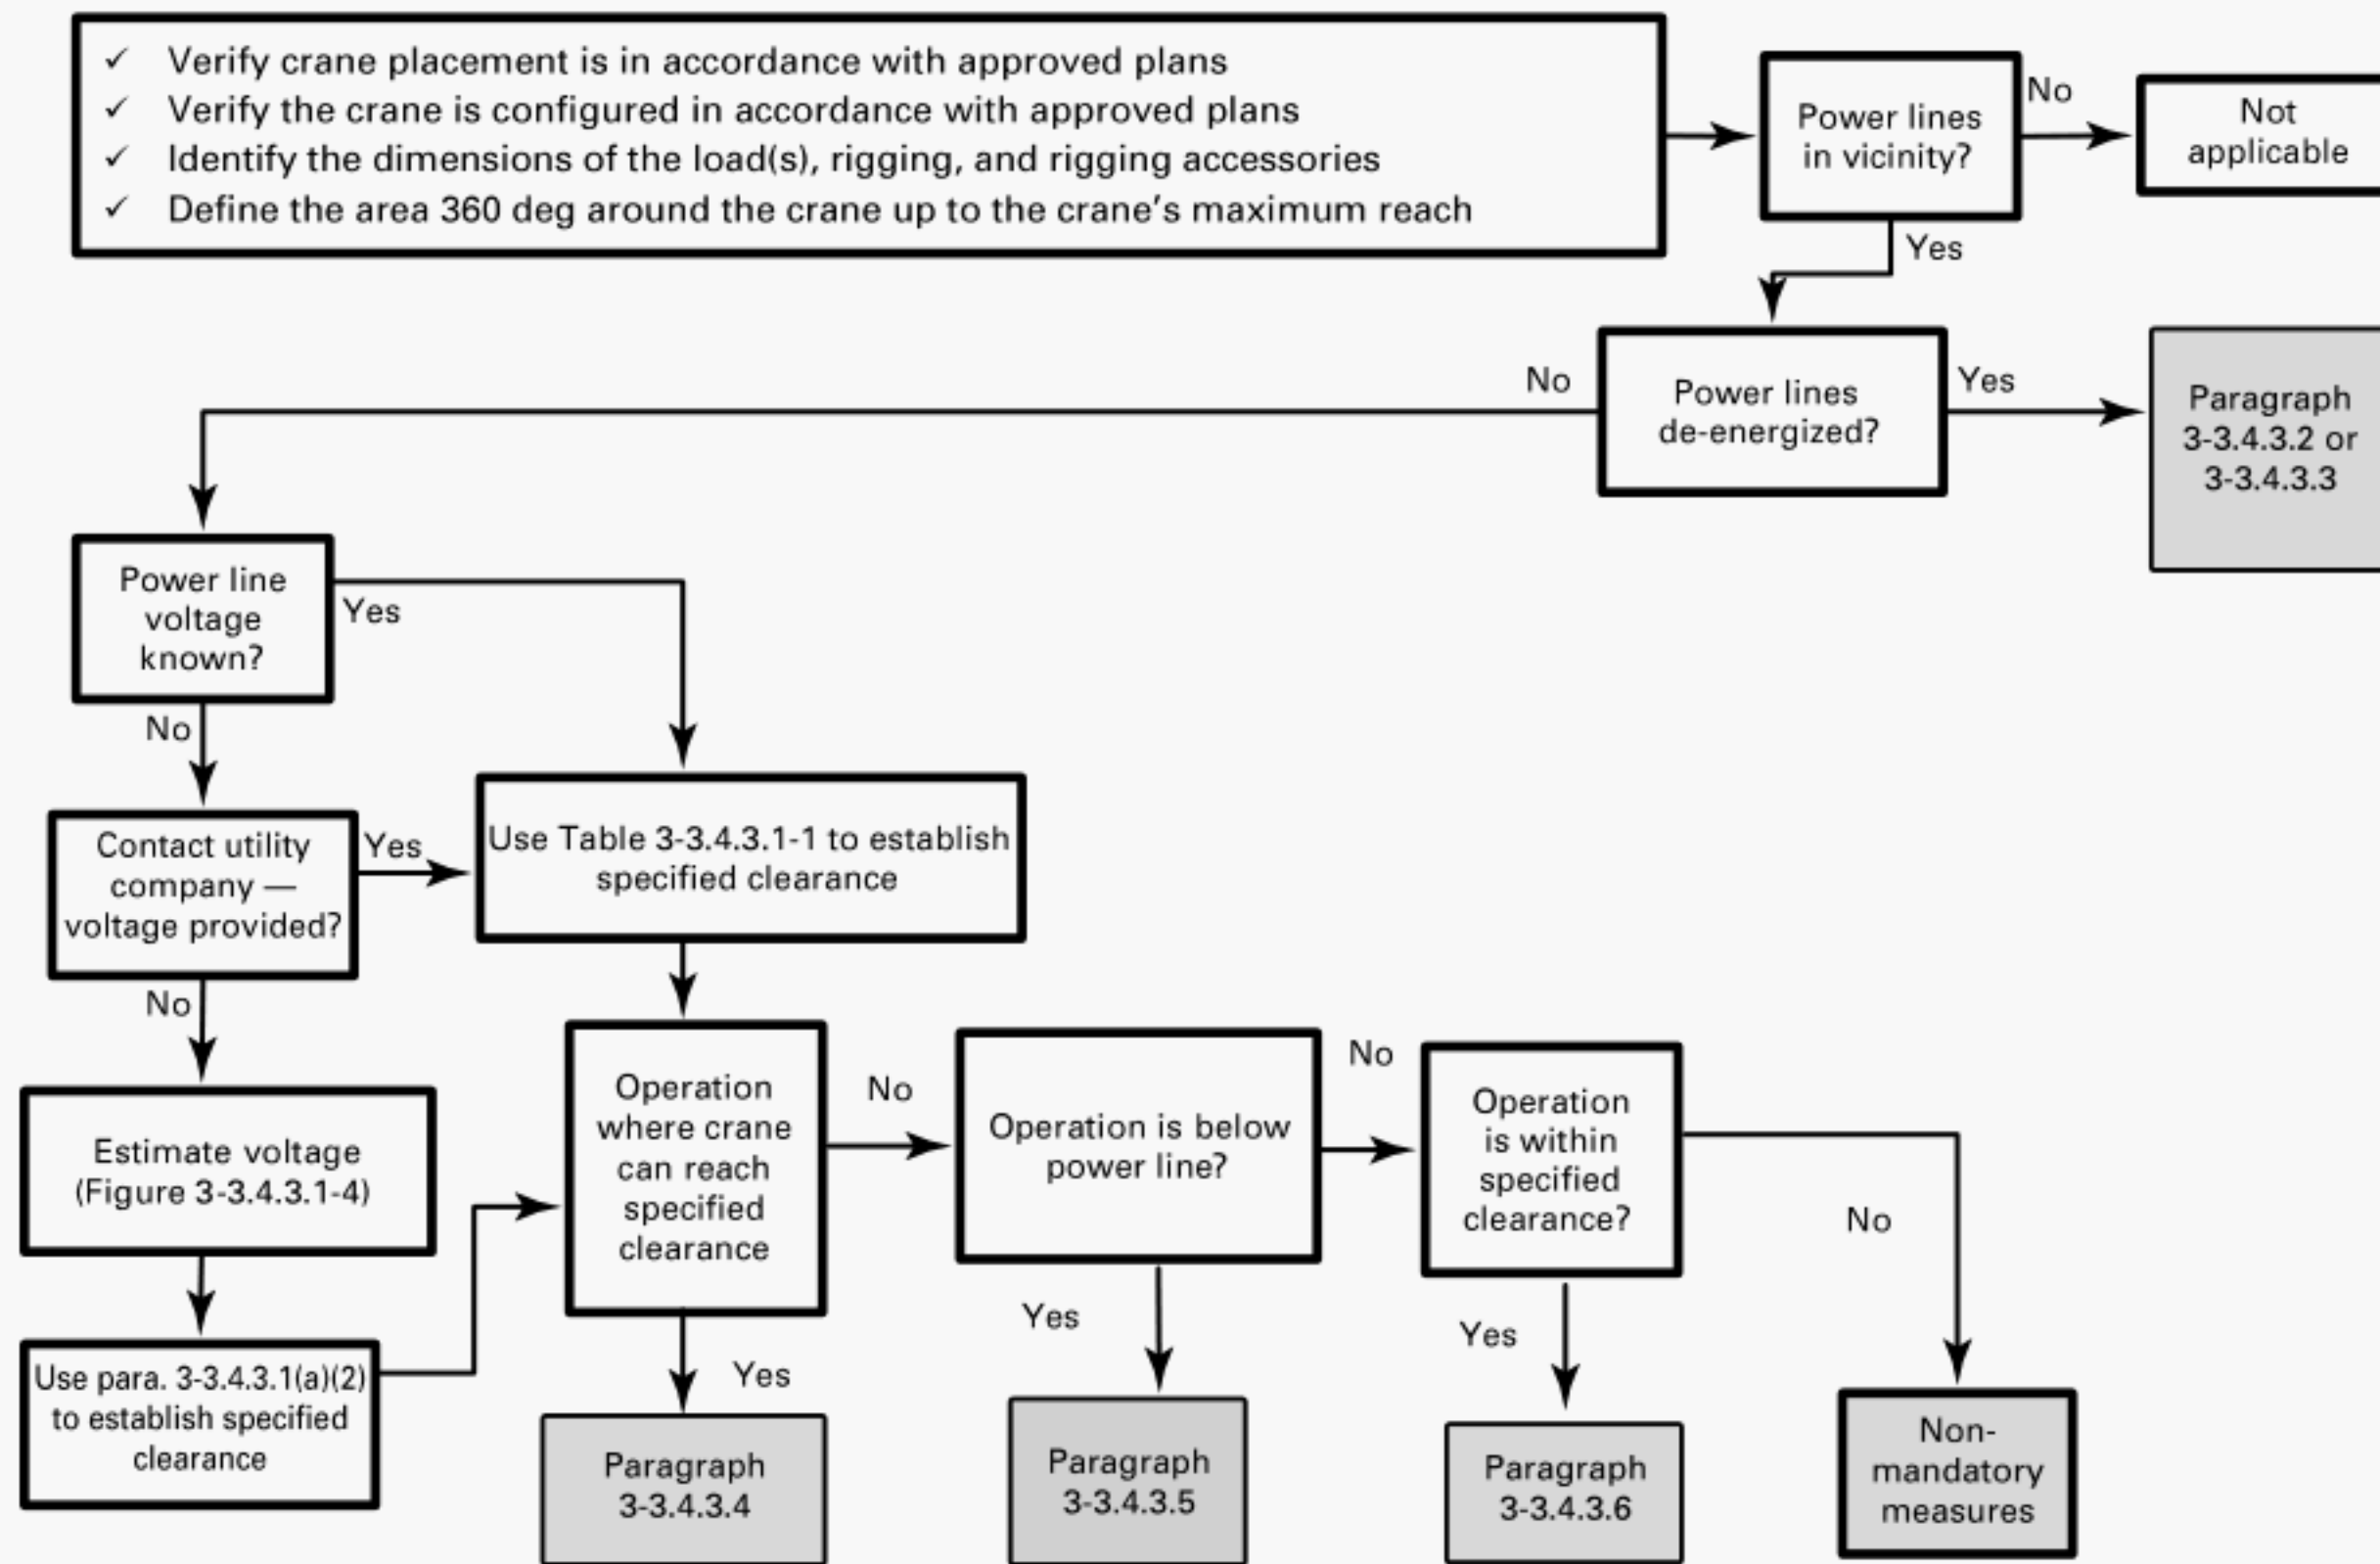 ✓ Verify crane placement is in accordance with approved plans
✓ Verify the crane is configured in accordance with approved plans
✓ Identify the dimensions of the load(s), rigging, and rigging accessories
✓ Define the area 360 deg around the crane up to the crane's maximum reach
Power lines
in vicinity?
No
Not
applicable
Yes
No
Power lines
de-energized?
Yes
Paragraph
3-3.4.3.2 or
3-3.4.3.3
Power line
voltage
known?
Yes
No
Contact utility
company —
voltage provided?
Yes
Use Table 3-3.4.3.1-1 to establish
specified clearance
No
Estimate voltage
(Figure 3-3.4.3.1-4)
Use para. 3-3.4.3.1(a)(2)
to establish specified
clearance
Operation
where crane
can reach
specified
clearance
No
Operation is below
power line?
No
Operation
is within
specified
clearance?
No
Yes
Paragraph
3-3.4.3.4
Yes
Paragraph
3-3.4.3.5
Yes
Paragraph
3-3.4.3.6
Non-
mandatory
measures